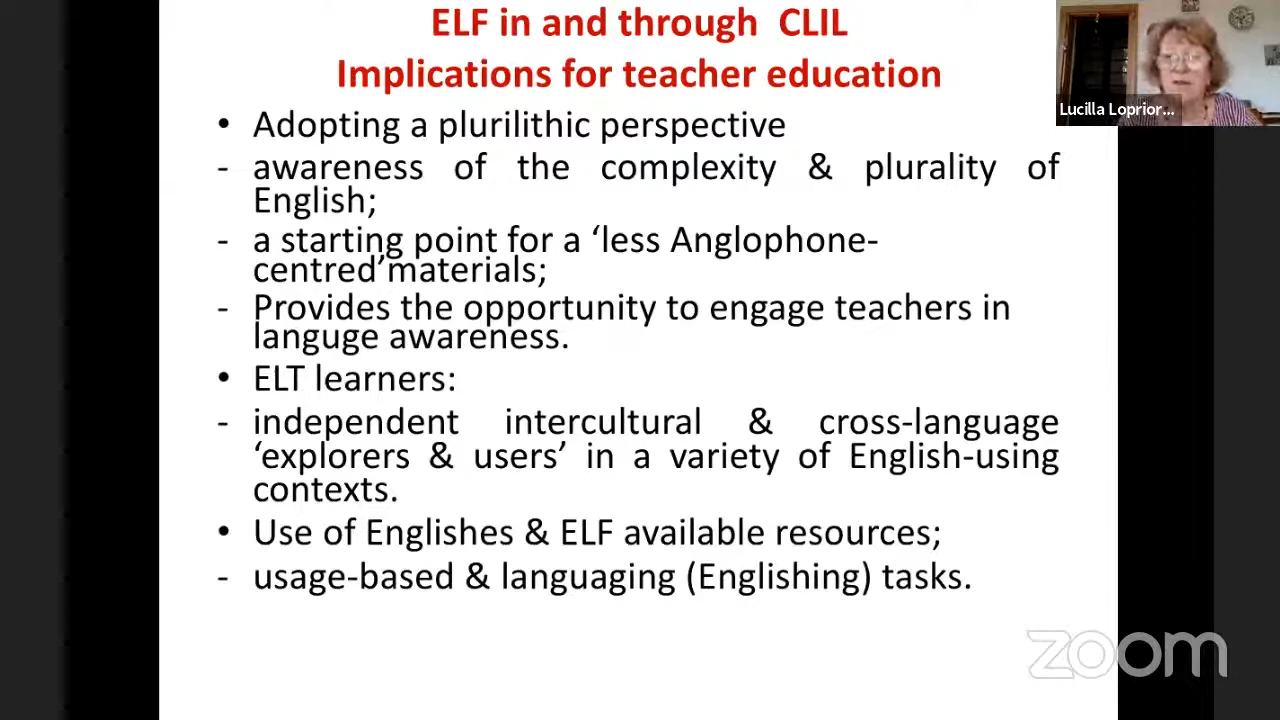 ELF in and through CLIL
Implications for teacher education
Lucilla Loprior...
• Adopting a plurilithic perspective
- awareness of the complexity & plurality of
English;
- a starting point for a ‘less Anglophone-
centred’materials;
- Provides the opportunity to engage teachers in
languge awareness.
• ELT learners:
- independent intercultural & cross-language
‘explorers & users’ in a variety of English-using
contexts.
• Use of Englishes & ELF available resources;
- usage-based & languaging (Englishing) tasks.
zoom